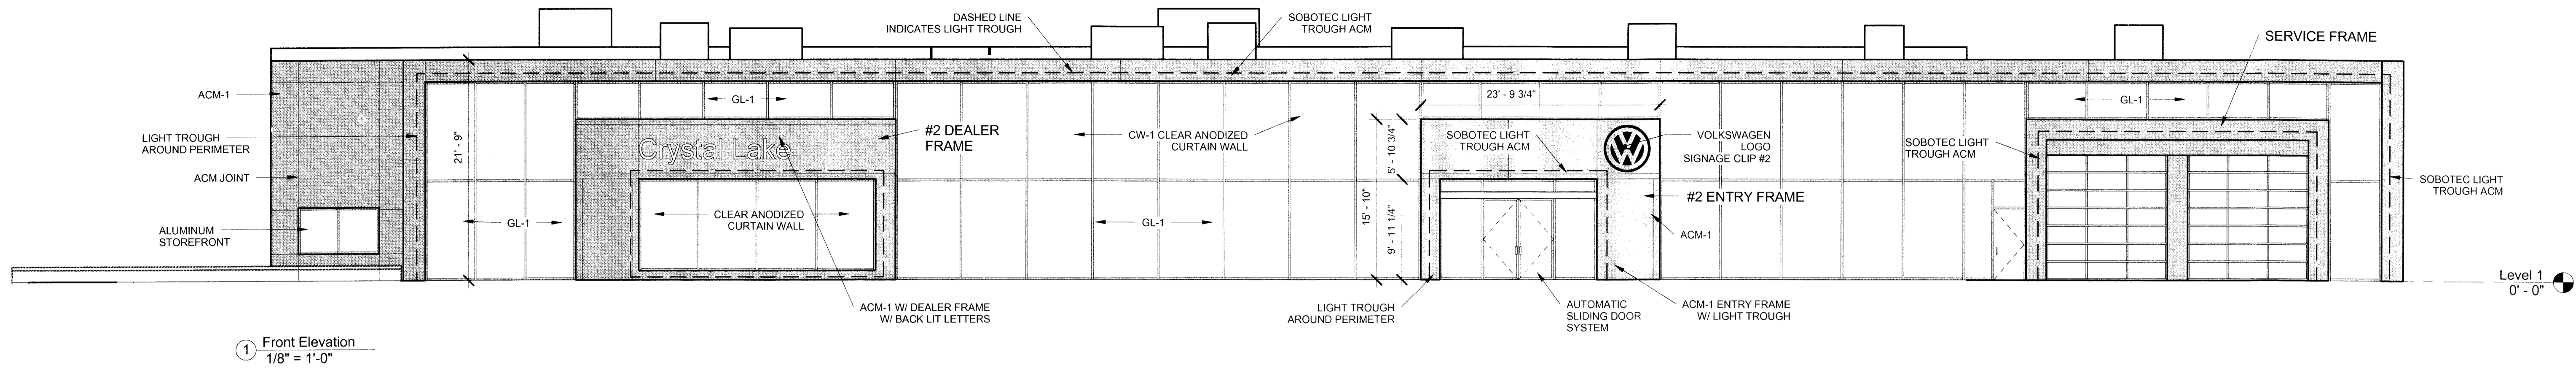 DASHED LINE
INDICATES LIGHT TROUGH
SOBOTEC LIGHT
TROUGH ACM
SERVICE FRAME
ACM-1
GL-1
23' - 9 3/4"
GL-1
LIGHT TROUGH
AROUND PERIMETER
21' - 9"
Crystal Lake
#2 DEALER
FRAME
CW-1 CLEAR ANODIZED
CURTAIN WALL
5' - 10 3/4"
SOBOTEC LIGHT
TROUGH ACM
VW
VOLKSWAGEN
LOGO
SIGNAGE CLIP #2
SOBOTEC LIGHT
TROUGH ACM
ACM JOINT
SOBOTEC LIGHT
TROUGH ACM
15' - 10"
#2 ENTRY FRAME
ALUMINUM
STOREFRONT
GL-1
CLEAR ANODIZED
CURTAIN WALL
GL-1
9' - 11 1/4"
ACM-1
Level 1
0' - 0"
ACM-1 W/ DEALER FRAME
W/ BACK LIT LETTERS
LIGHT TROUGH
AROUND PERIMETER
AUTOMATIC
SLIDING DOOR
SYSTEM
ACM-1 ENTRY FRAME
W/ LIGHT TROUGH
1
Front Elevation
1/8" = 1'-0"